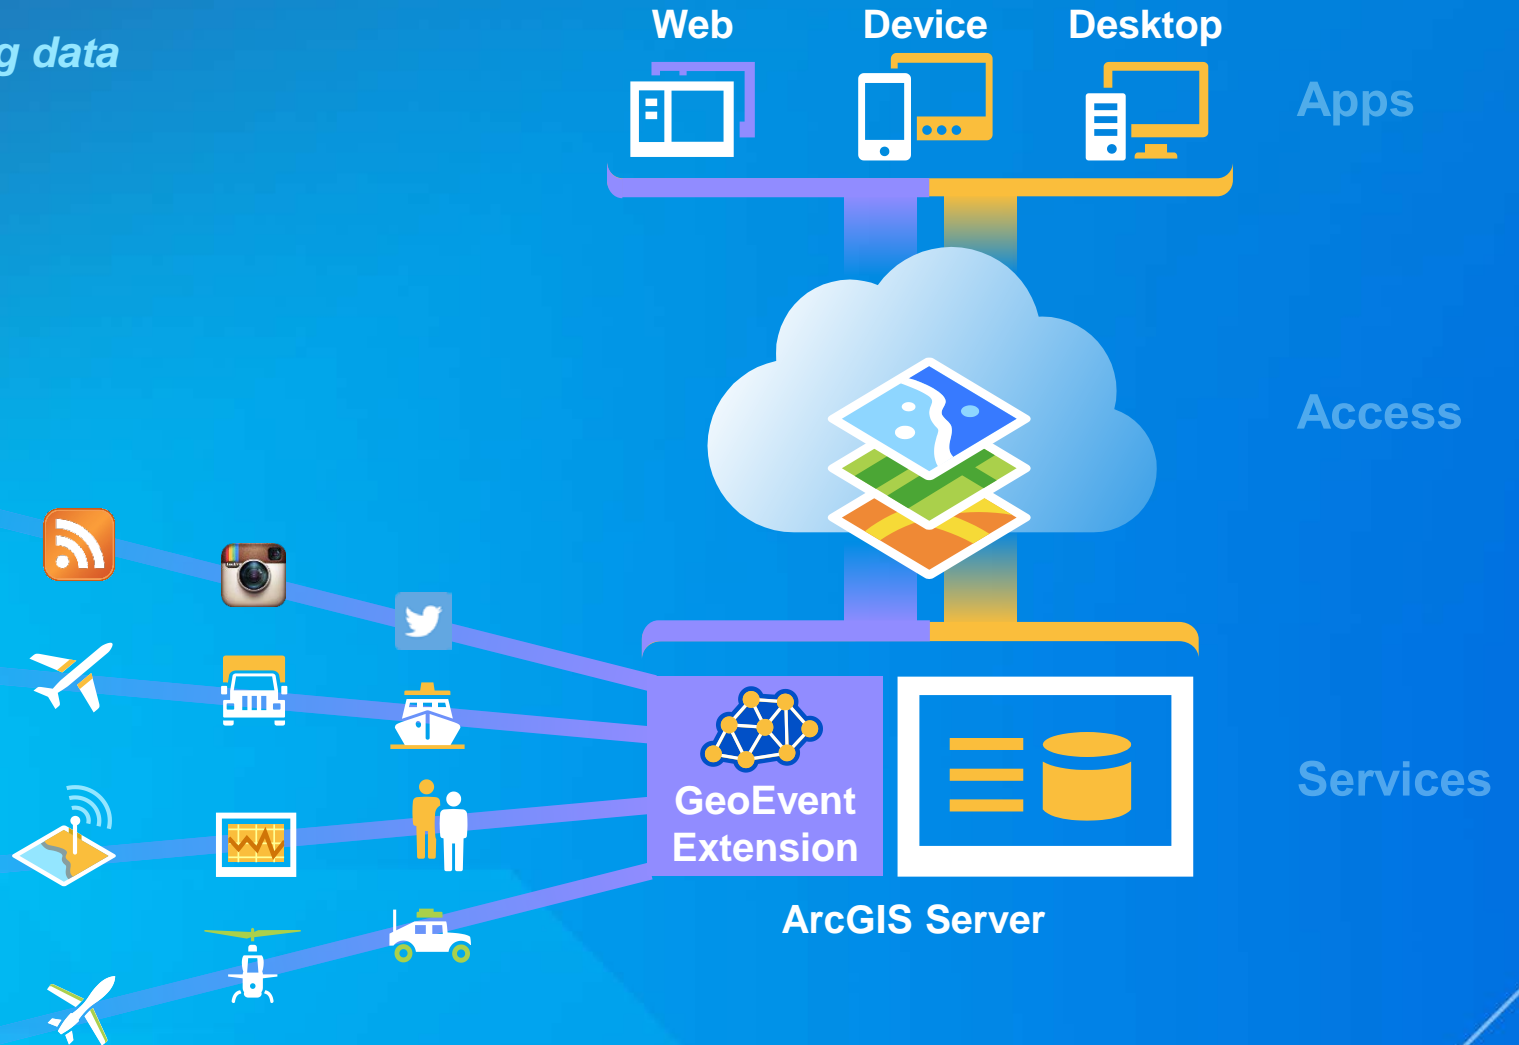 g data
Web
Device
Desktop
Apps
Access
Services
GeoEvent
Extension
ArcGIS Server